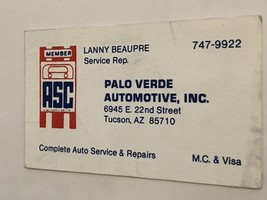 LANNY BEAUPRE
747-9922
Service Rep.
MEMBER
ASC
PALO VERDE
AUTOMOTIVE, INC.
6945 E. 22nd Street
Tucson, AZ 85710
Complete Auto Service & Repairs
M.C. & Visa